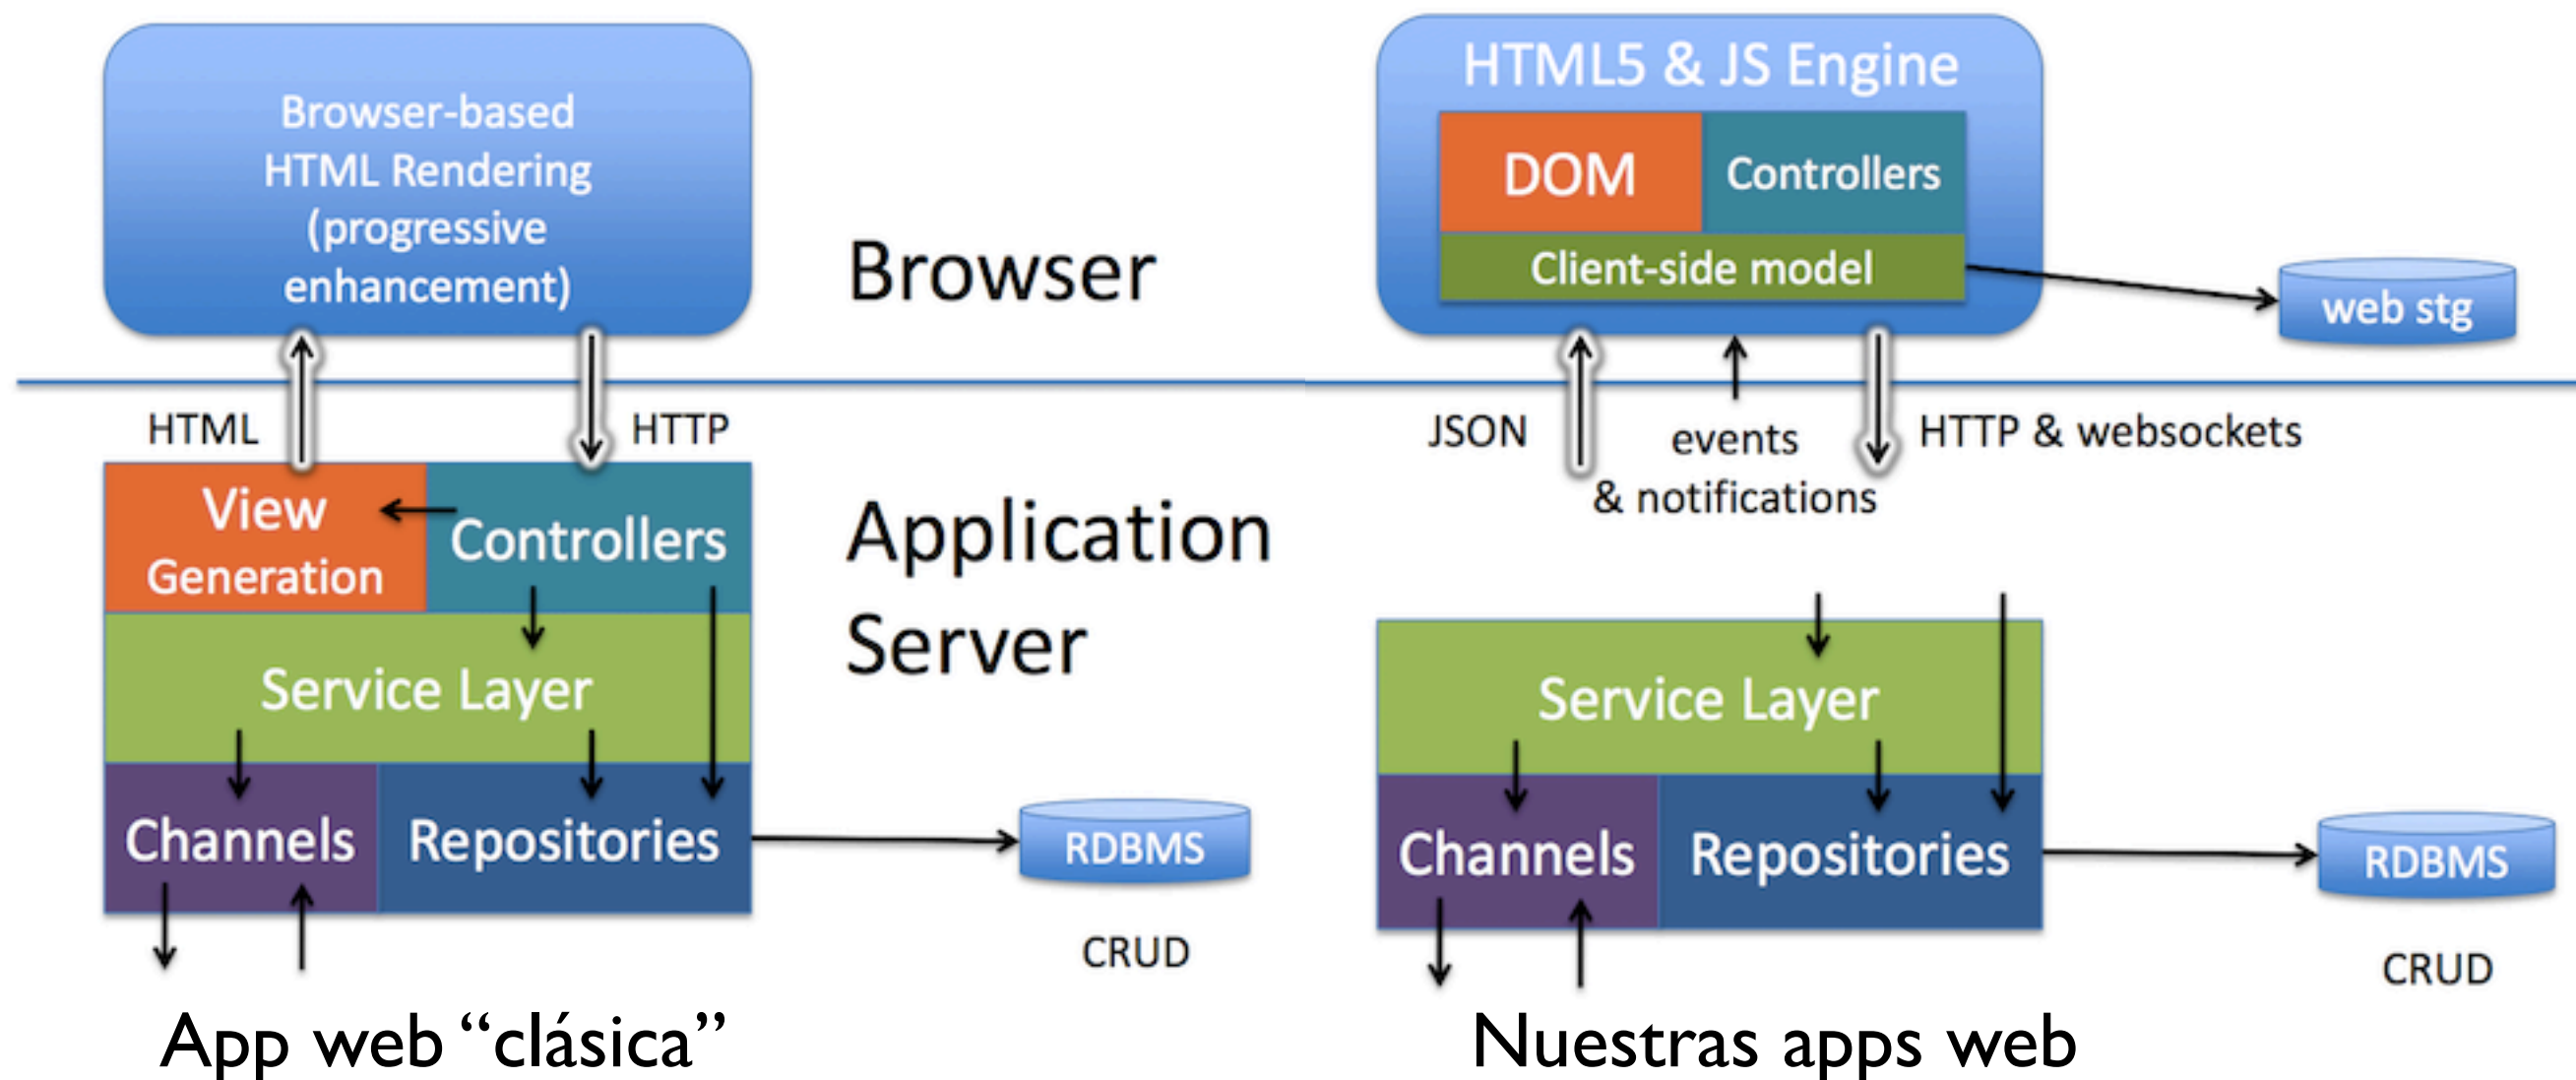 Browser-based
HTML Rendering
(progressive
enhancement)
Browser
HTML
HTTP
View
Generation
Controllers
Application
Server
Service Layer
Channels
Repositories
RDBMS
CRUD
App web “clásica”
HTML5 & JS Engine
DOM
Controllers
Client-side model
web stg
JSON
events
& notifications
HTTP & websockets
Service Layer
Channels
Repositories
RDBMS
CRUD
Nuestras apps web